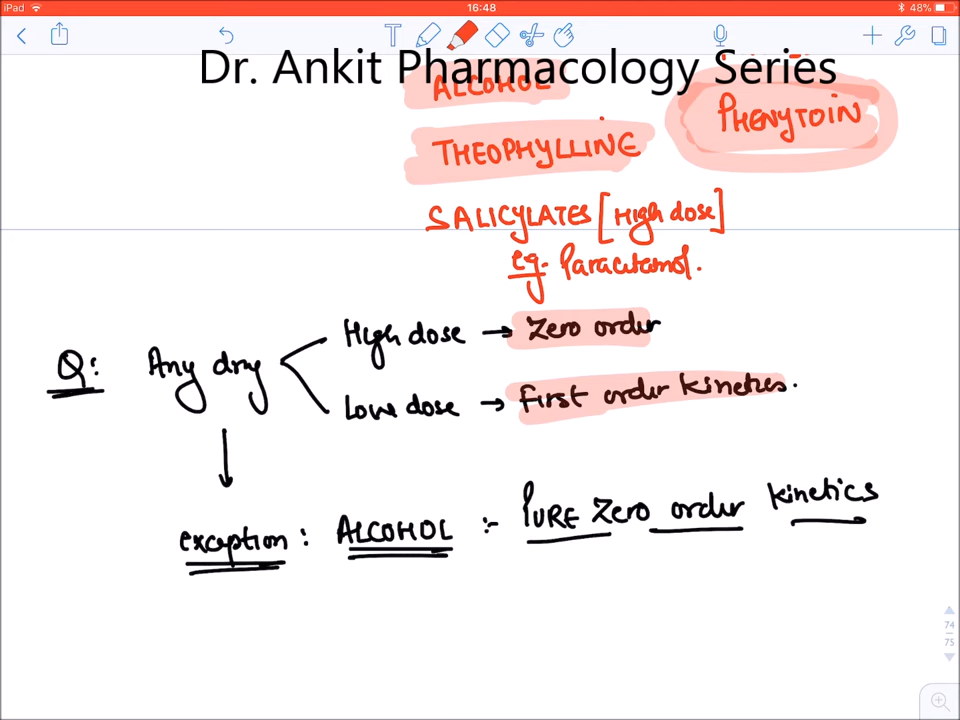 iPad 16:48 48%
T
Dr. Ankit Pharmacology Series
ALCOHOL
PHENYTOIN
THEOPHYLLINE
SALICYLATES [High dose]
eg. Paracitamol.
High dose → Zero order
Q: Any drug
Low dose → First order kinetics.
exception: ALCOHOL :- PURE Zero order kinetics
74
75